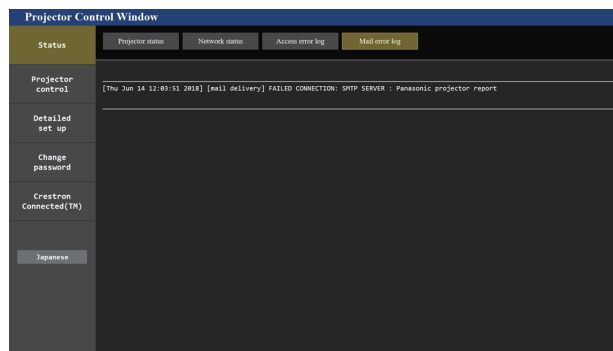 Projector Control Window
Status
Projector status
Network status
Access error log
Mail error log
Projector
control
[Thu Jun 14 12:03:51 2018] [mail delivery] FAILED CONNECTION: SMTP SERVER : Panasonic projector report
Detailed
set up
Change
password
Crestron
Connected(TM)
Japanese